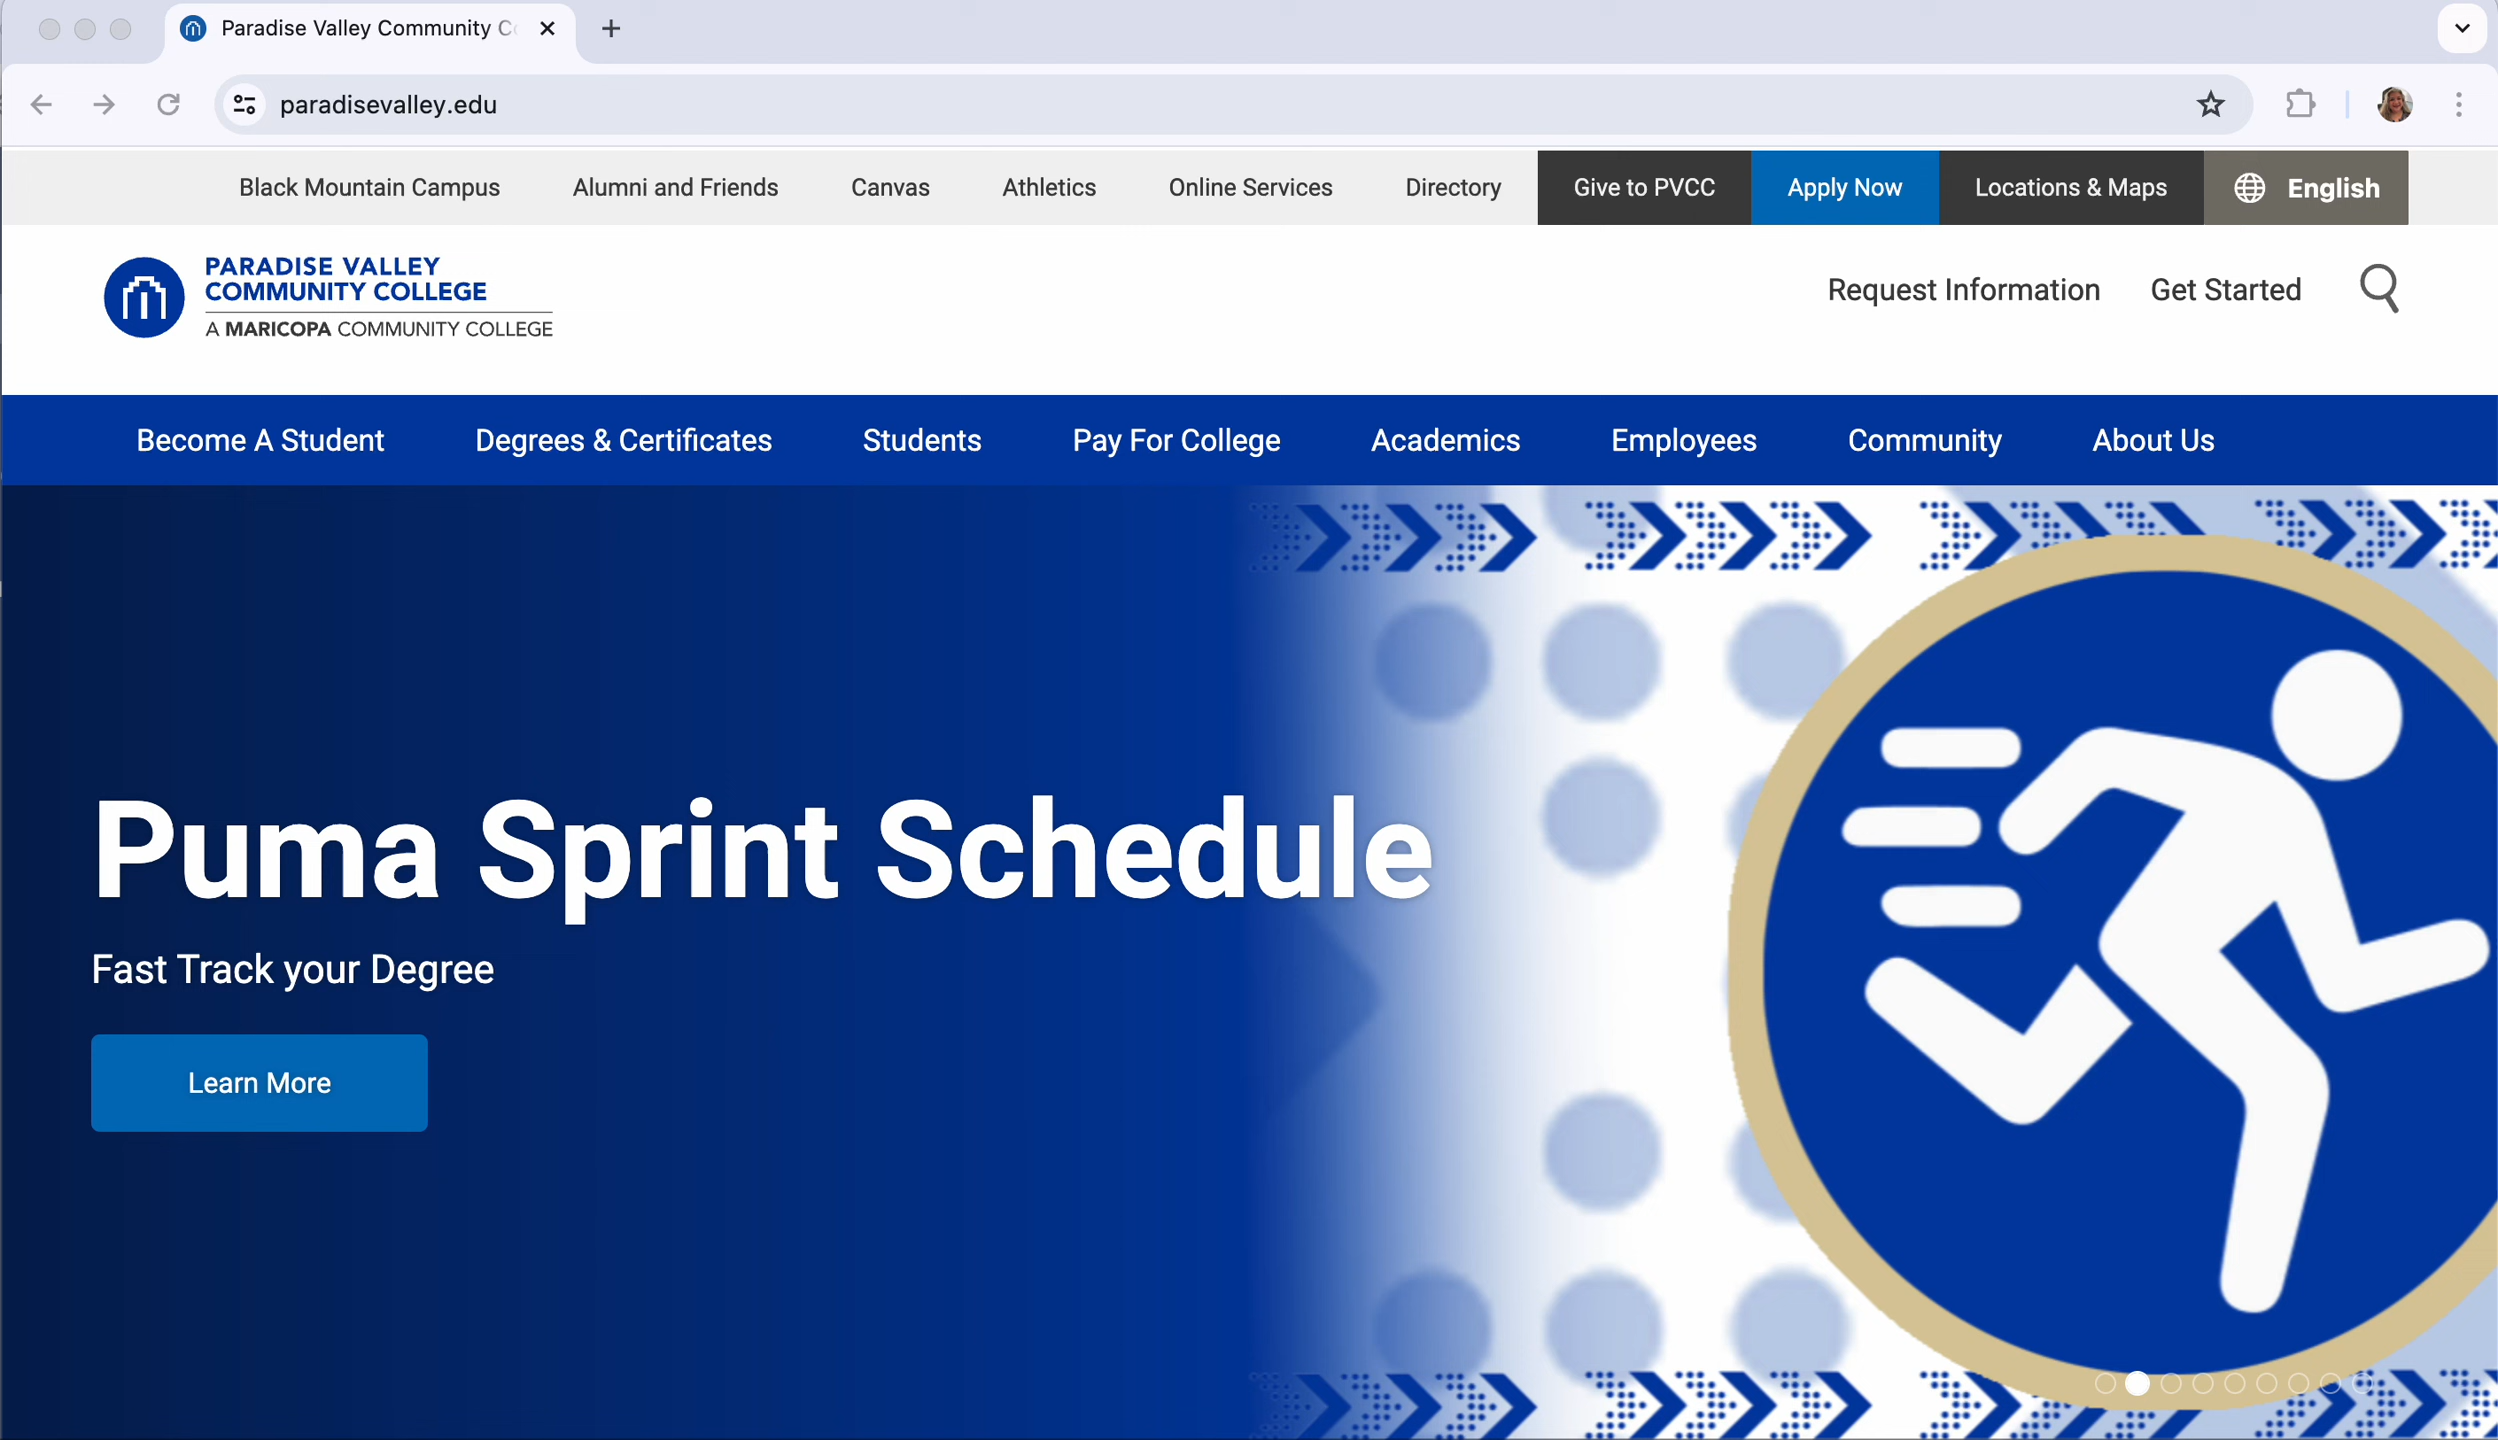 Paradise Valley Community
paradisevalley.edu
Black Mountain Campus
Alumni and Friends
Canvas
Athletics
Online Services
Directory
Give to PVCC
Apply Now
Locations & Maps
English
PARADISE VALLEY
COMMUNITY COLLEGE
A MARICOPA COMMUNITY COLLEGE
Request Information
Get Started
Become A Student
Degrees & Certificates
Students
Pay For College
Academics
Employees
Community
About Us
Puma Sprint Schedule
Fast Track your Degree
Learn More